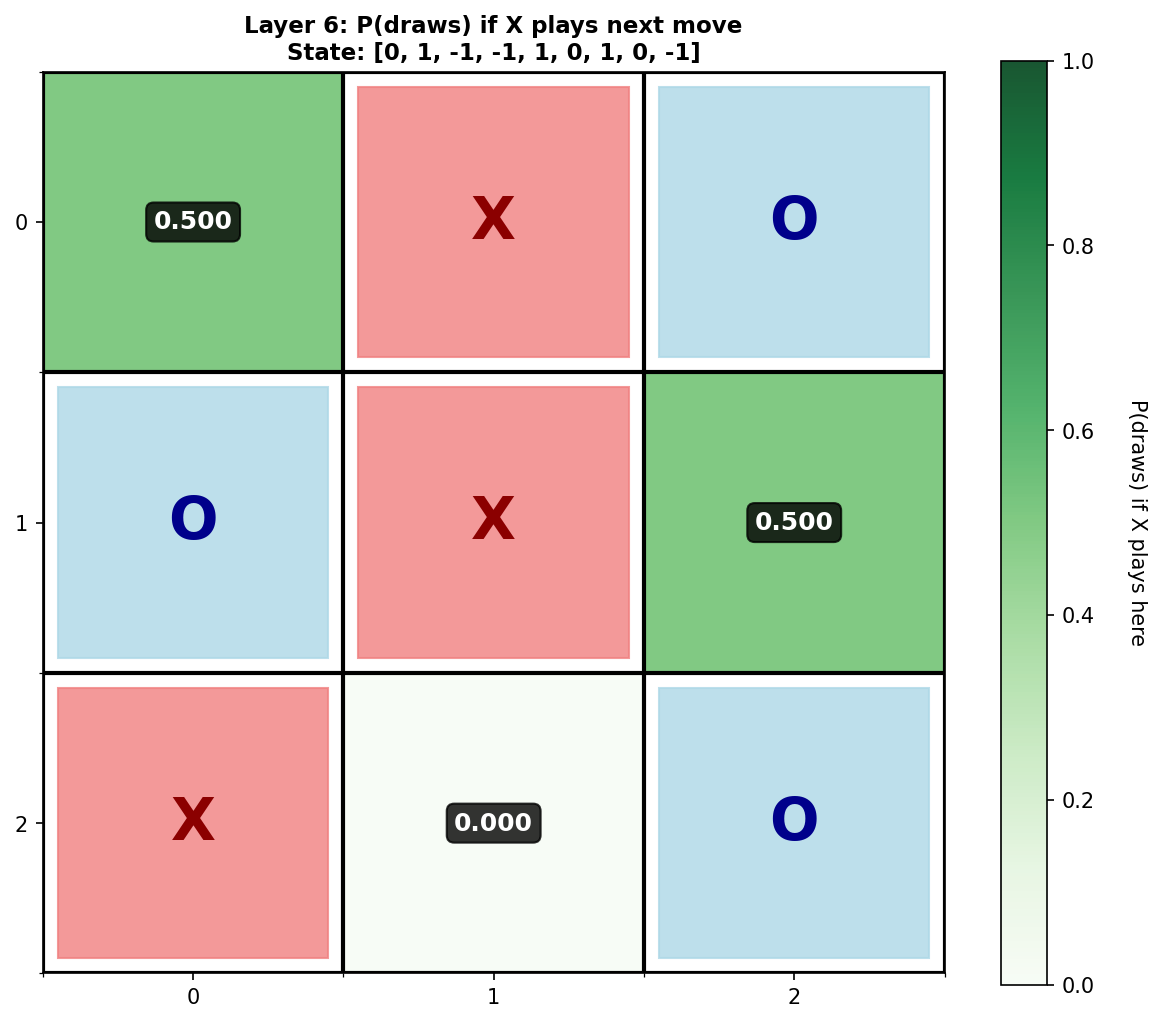 Layer 6: P(draws) if X plays next move
State: [0, 1, -1, -1, 1, 0, 1, 0, -1]
0
0.500
X
O
1
O
X
0.500
2
X
0.000
O
0
1
2
1.0
0.8
0.6
0.4
0.2
0.0
P(draws) if X plays here